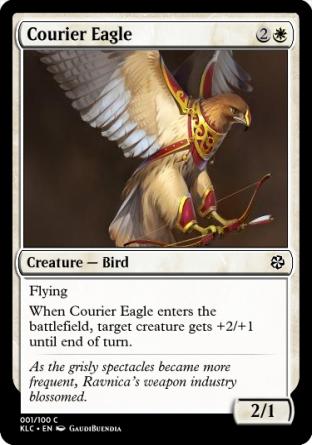 Courier Eagle 2
Creature — Bird
Flying
When Courier Eagle enters the
battlefield, target creature gets +2/+1
until end of turn.
As the grisly spectacles became more
frequent, Ravnica's weapon industry
blossomed.
2/1
001/100 C
KLC • EN GaudiBuendia